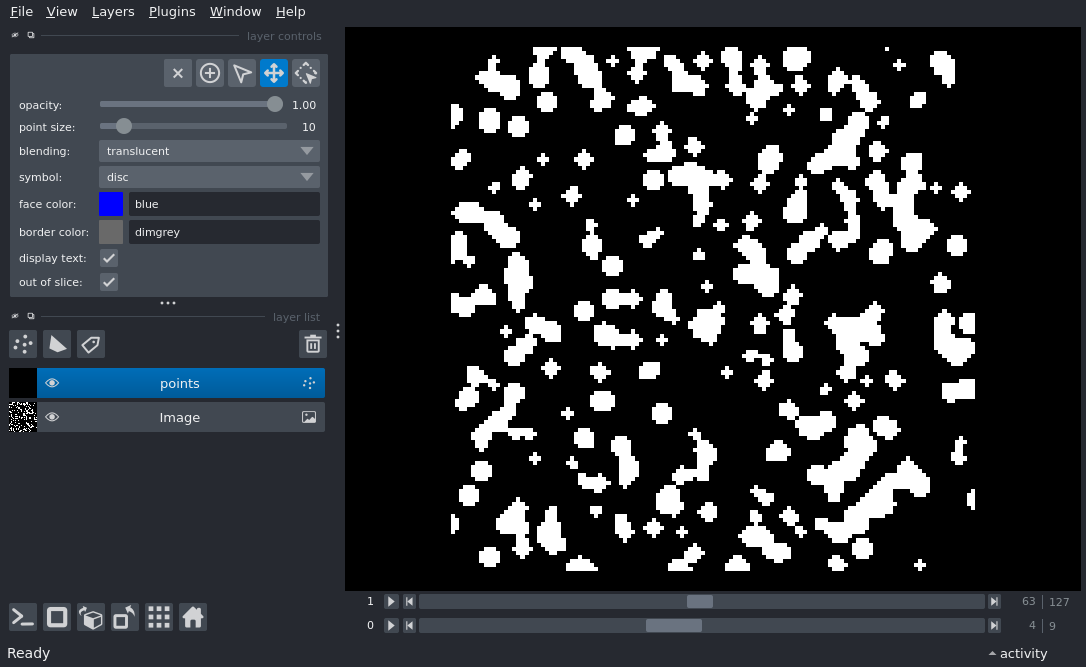 File View Layers Plugins Window Help
layer controls
opacity: 1.00
point size: 10
blending: translucent
symbol: disc
face color: blue
border color: dimgrey
display text:
out of slice:
layer list
points
Image
1 63 127
0 4 9
Ready activity